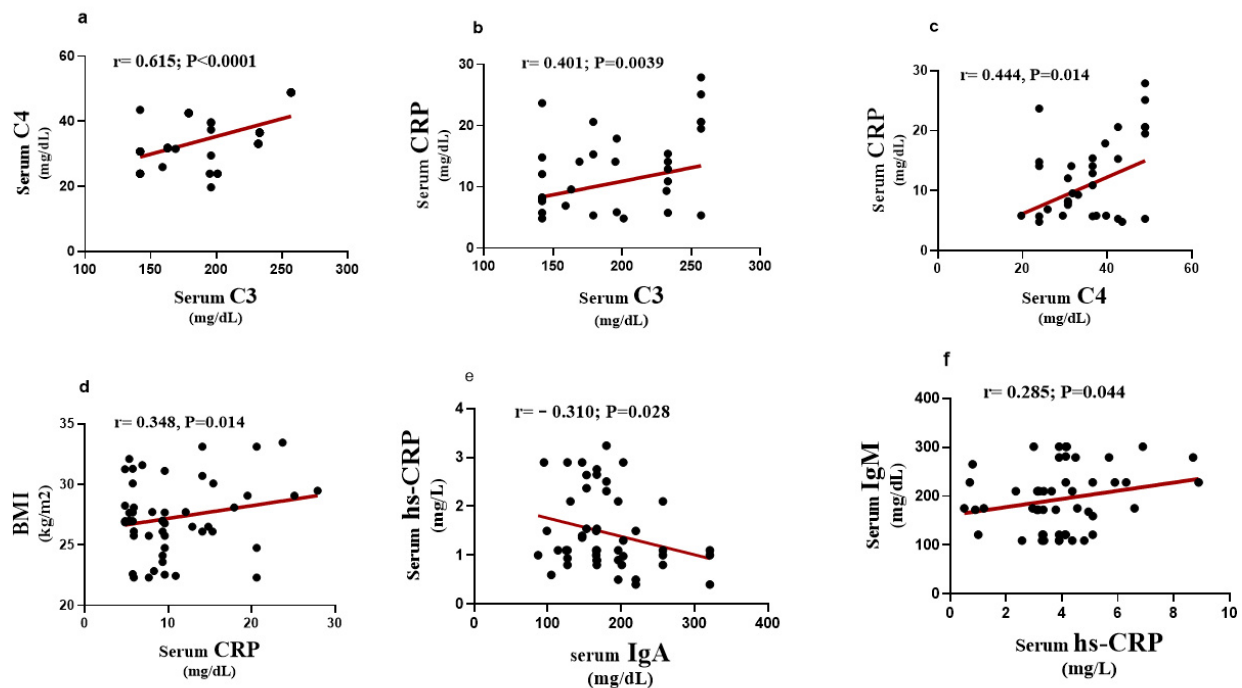 a
r= 0.615; P<0.0001
60
40
20
0
100
150
200
250
300
Serum C4
(mg/dL)
Serum C3
(mg/dL)
b
r= 0.401; P=0.0039
30
20
10
0
100
150
200
250
300
Serum CRP
(mg/dL)
Serum C3
(mg/dL)
c
r= 0.444, P=0.014
30
20
10
0
0
20
40
60
Serum CRP
(mg/dL)
Serum C4
(mg/dL)
d
r= 0.348, P=0.014
35
30
25
20
0
10
20
30
BMI
(kg/m2)
Serum CRP
(mg/dL)
e
r= − 0.310; P=0.028
4
3
2
1
0
0
100
200
300
400
Serum hs-CRP
(mg/L)
serum IgA
(mg/dL)
f
r= 0.285; P=0.044
400
300
200
100
0
0
2
4
6
8
10
Serum IgM
(mg/dL)
Serum hs-CRP
(mg/L)